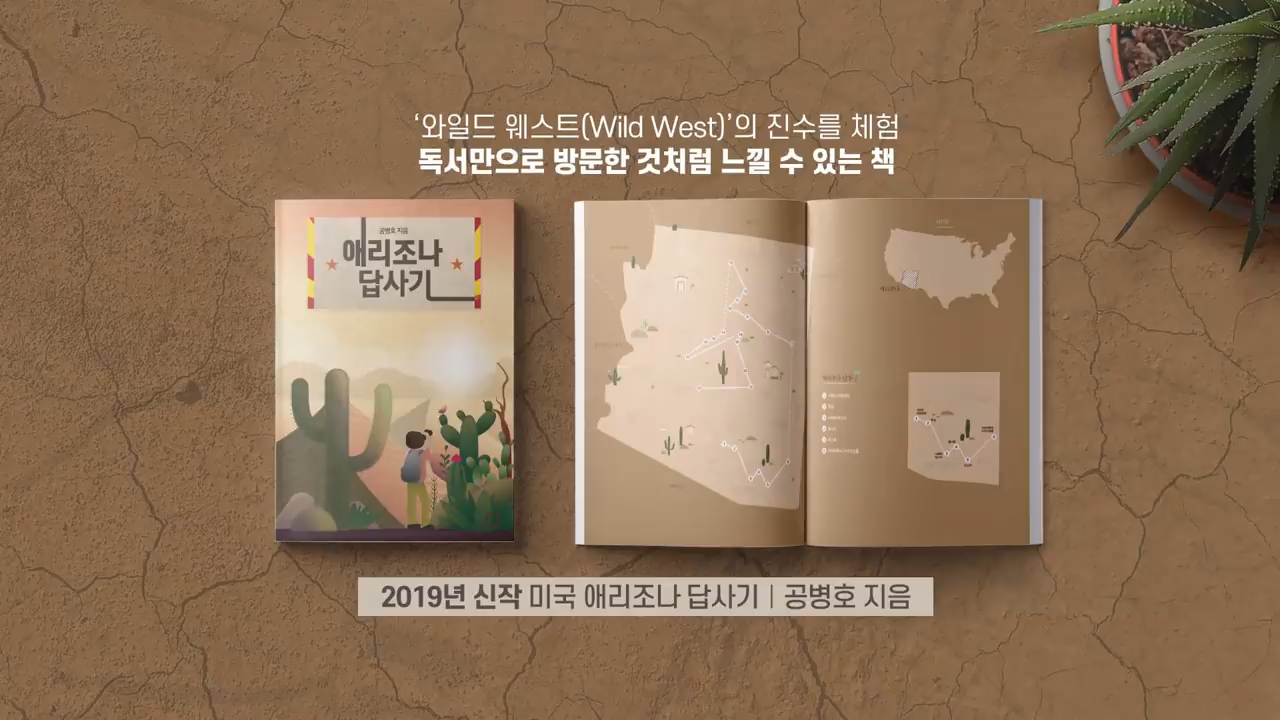 ‘와일드 웨스트(Wild West)’의 진수를 체험
독서만으로 방문한 것처럼 느낄 수 있는 책
공병호 지음
애리조나
답사기
2019년 신작 미국 애리조나 답사기 | 공병호 지음